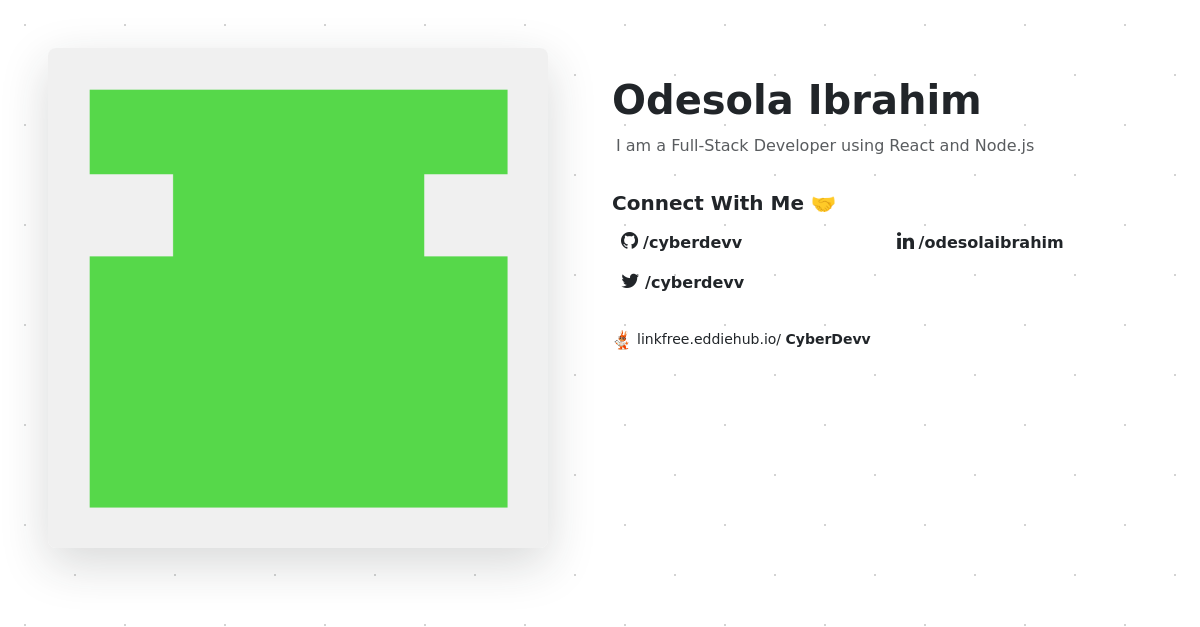 Odesola Ibrahim
I am a Full-Stack Developer using React and Node.js
Connect With Me 🤝
/cyberdevv
/odesolaibrahim
/cyberdevv
linkfree.eddiehub.io/ CyberDevv